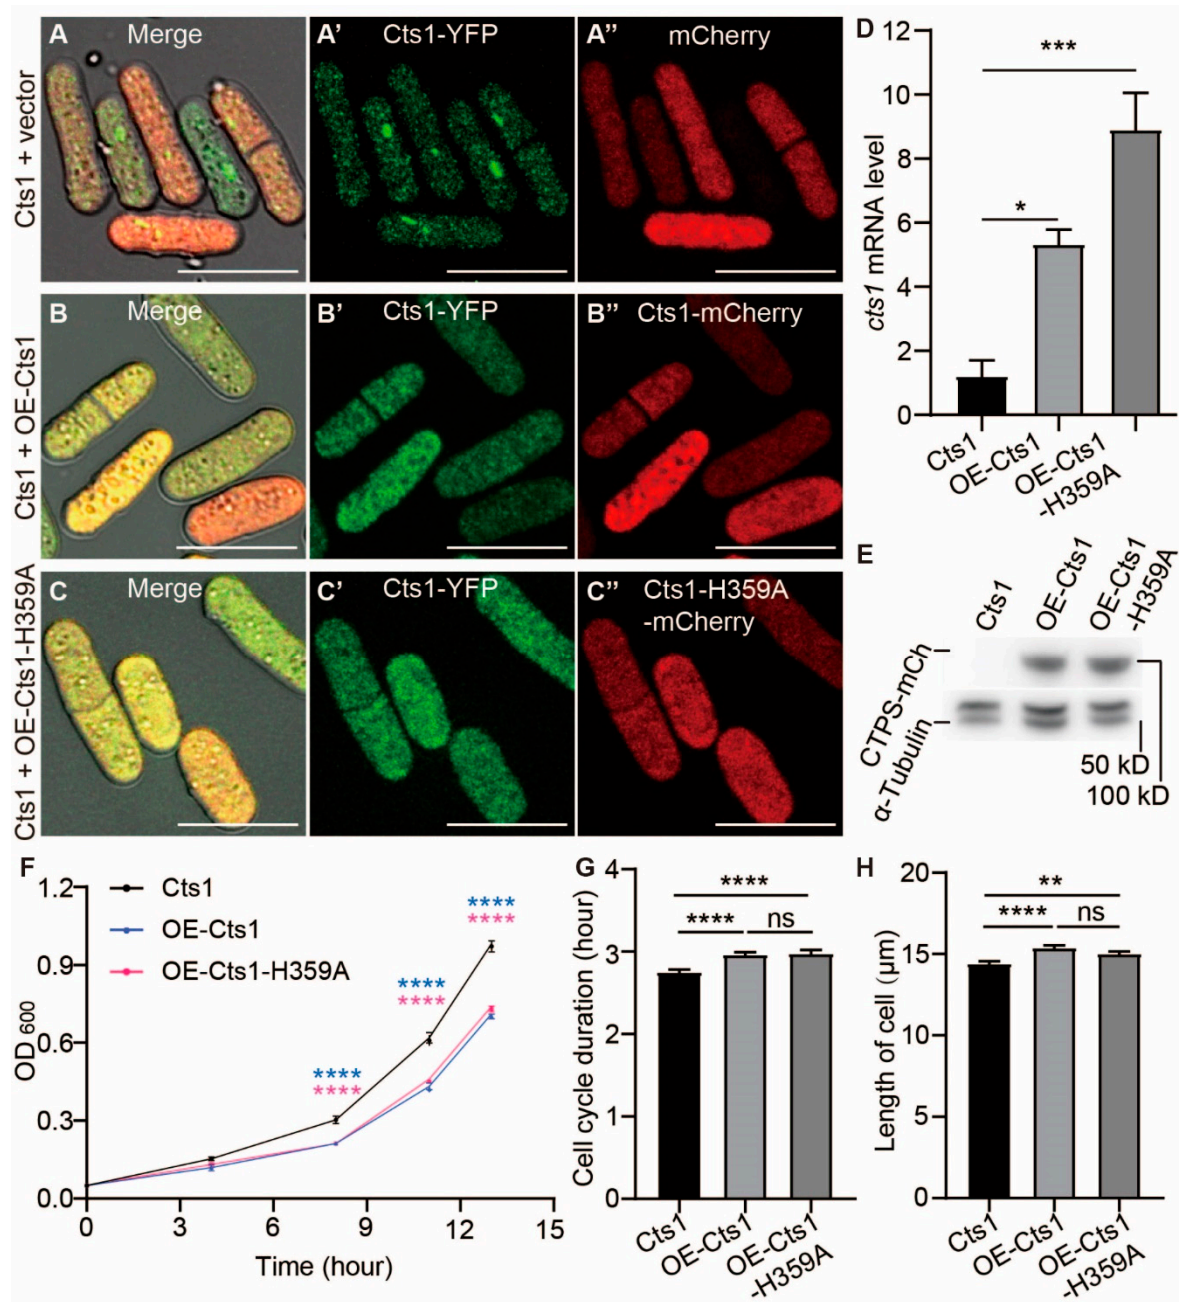 A
Merge
A’
Cts1-YFP
A”
mCherry
Cts1 + vector
B
Merge
B’
Cts1-YFP
B”
Cts1-mCherry
Cts1 + OE-Cts1
C
Merge
C’
Cts1-YFP
C”
Cts1-H359A
-mCherry
Cts1 + OE-Cts1-H359A
D
12
10
8
6
4
2
0
cts1 mRNA level
***
*
Cts1
OE-Cts1
OE-Cts1
-H359A
E
Cts1
OE-Cts1
OE-Cts1
-H359A
CTPS-mCh
α-Tubulin
50 kD
100 kD
F
1.2
0.9
0.6
0.3
0.0
OD 600
Cts1
OE-Cts1
OE-Cts1-H359A
****
****
****
****
****
****
0
3
6
9
12
15
Time (hour)
G
4
3
2
1
0
Cell cycle duration (hour)
****
****
ns
Cts1
OE-Cts1
OE-Cts1
-H359A
H
20
15
10
5
0
Length of cell (μm)
**
****
ns
Cts1
OE-Cts1
OE-Cts1
-H359A